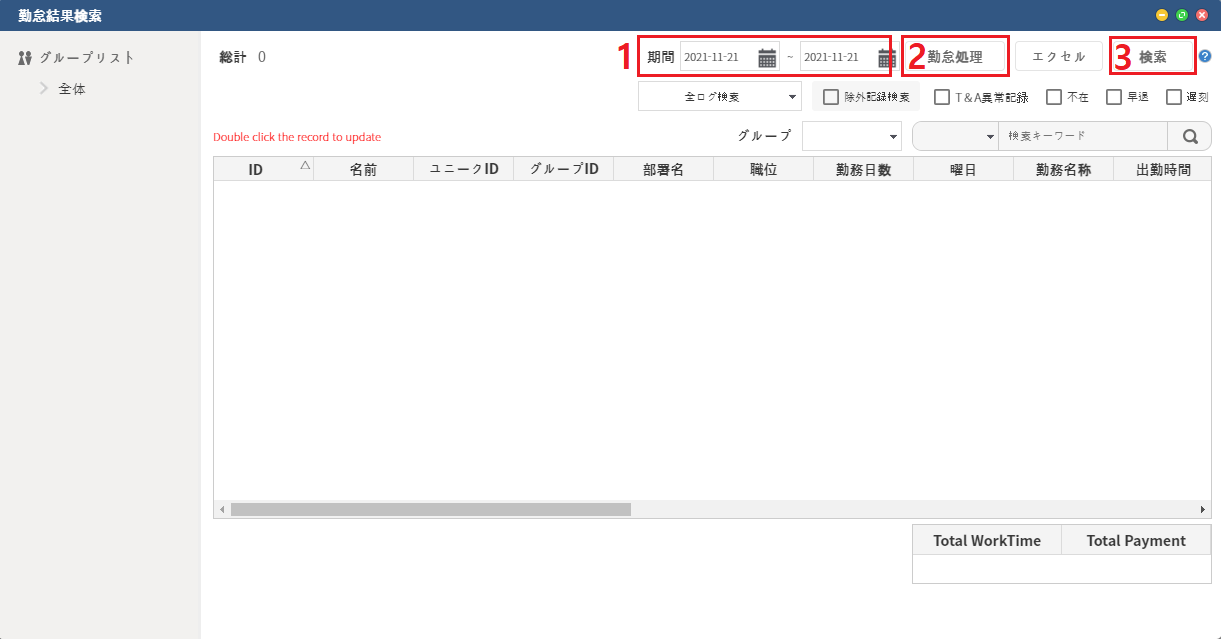 勤怠結果検索
グループリスト
全体
総計 0
1 期間 2021-11-21 ~ 2021-11-21 2 勤怠処理 エクセル 3 検索 ?
全ログ検索 除外記録検索 T&A異常記録 不在 早退 遅刻
Double click the record to update グループ 検索キーワード
ID 名前 ユニークID グループID 部署名 職位 勤務日数 曜日 勤務名称 出勤時間
Total WorkTime Total Payment